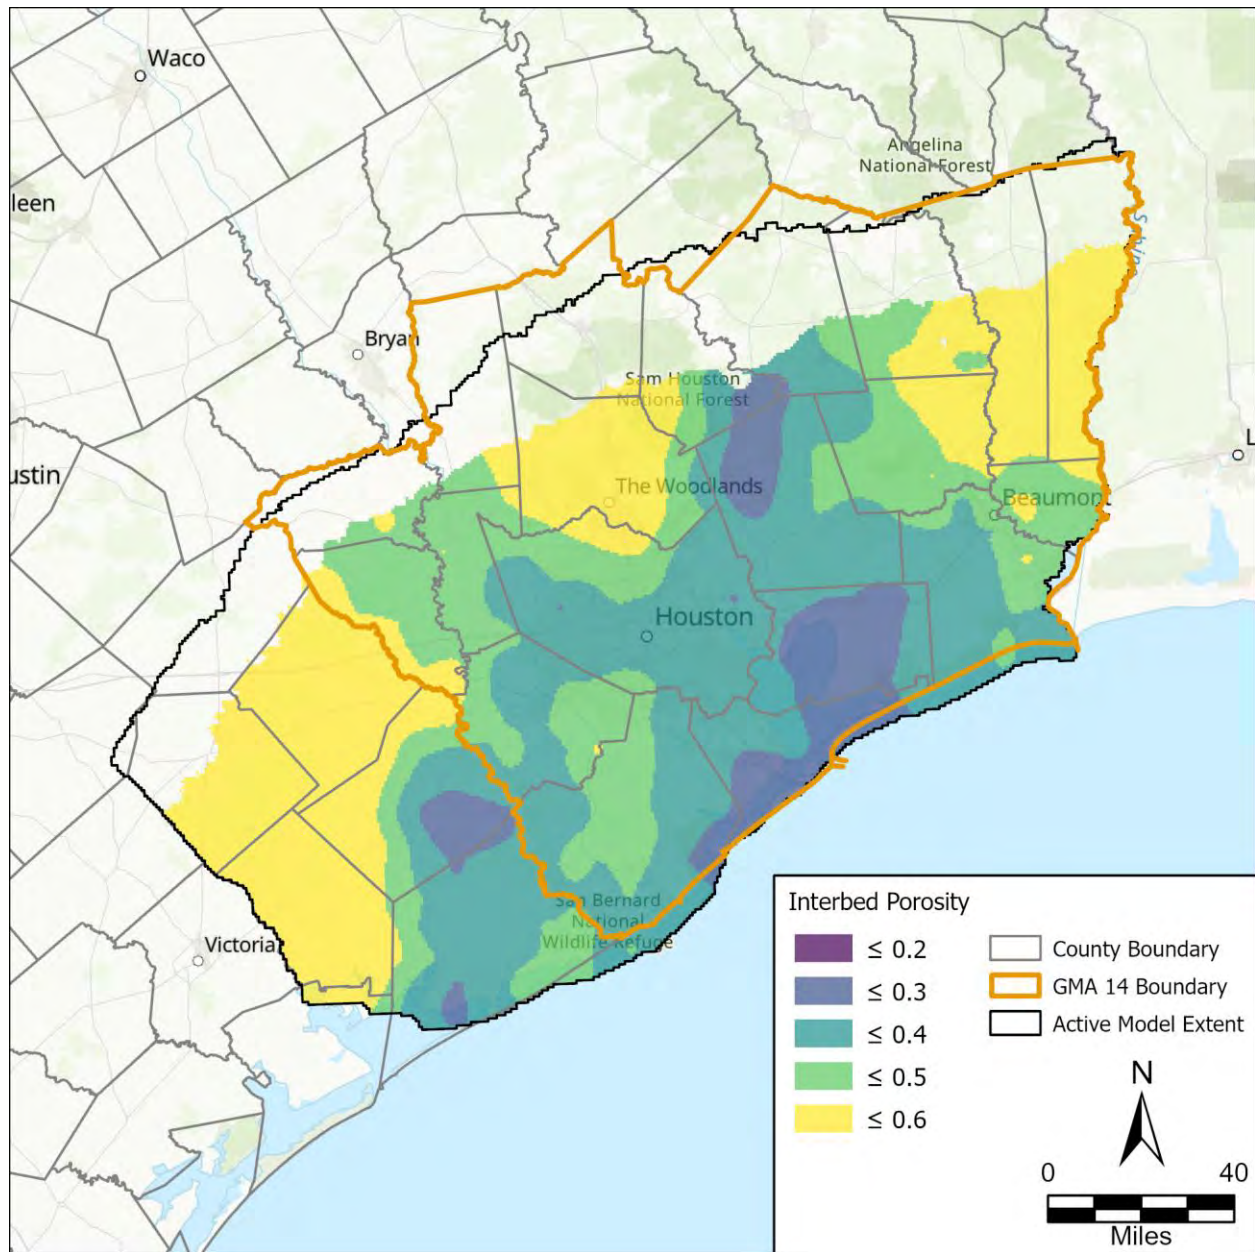 Waco
Angelina
National Forest
leen
Sabine
Bryan
Sam Houston
National Forest
L
ustin
The Woodlands
Beaumont
Houston
San Bernard
National
Wildlife Refuge
Victoria
Interbed Porosity
≤ 0.2
≤ 0.3
≤ 0.4
≤ 0.5
≤ 0.6
County Boundary
GMA 14 Boundary
Active Model Extent
N
0 40
Miles